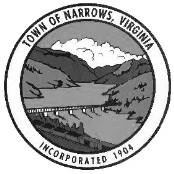 TOWN OF NARROWS, VIRGINIA
INCORPORATED 1904